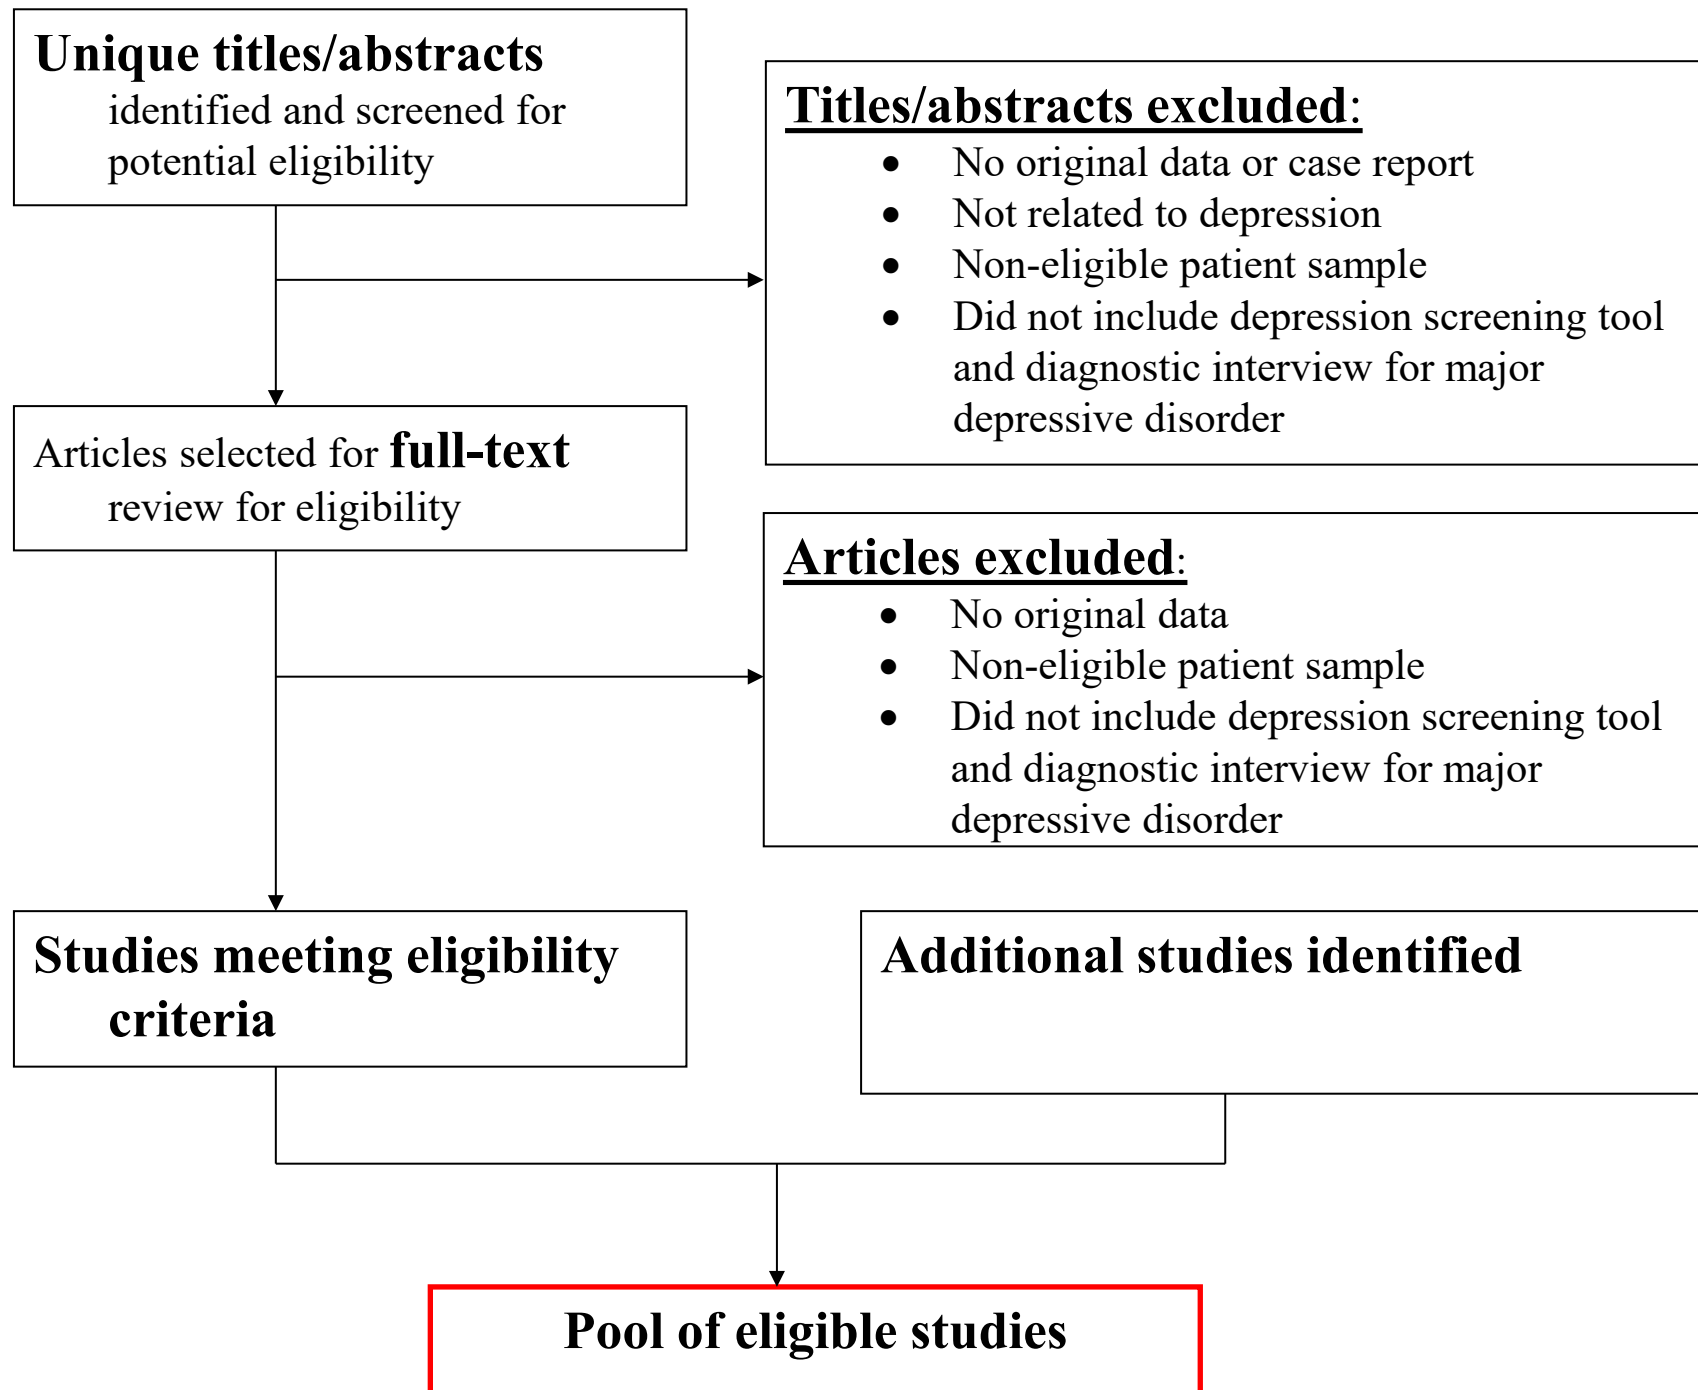 Unique titles/abstracts
identified and screened for
potential eligibility
Titles/abstracts excluded:
• No original data or case report
• Not related to depression
• Non-eligible patient sample
• Did not include depression screening tool
and diagnostic interview for major
depressive disorder
Articles selected for full-text
review for eligibility
Articles excluded:
• No original data
• Non-eligible patient sample
• Did not include depression screening tool
and diagnostic interview for major
depressive disorder
Studies meeting eligibility
criteria
Additional studies identified
Pool of eligible studies